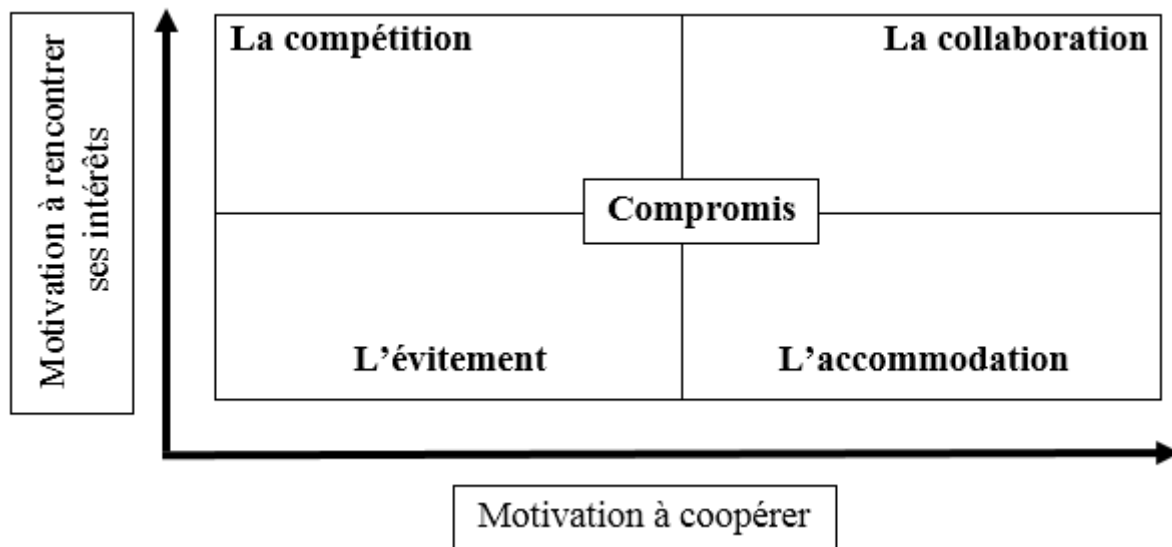 Motivation à rencontrer
ses intérêts
La compétition
La collaboration
Compromis
L’évitement
L’accommodation
Motivation à coopérer